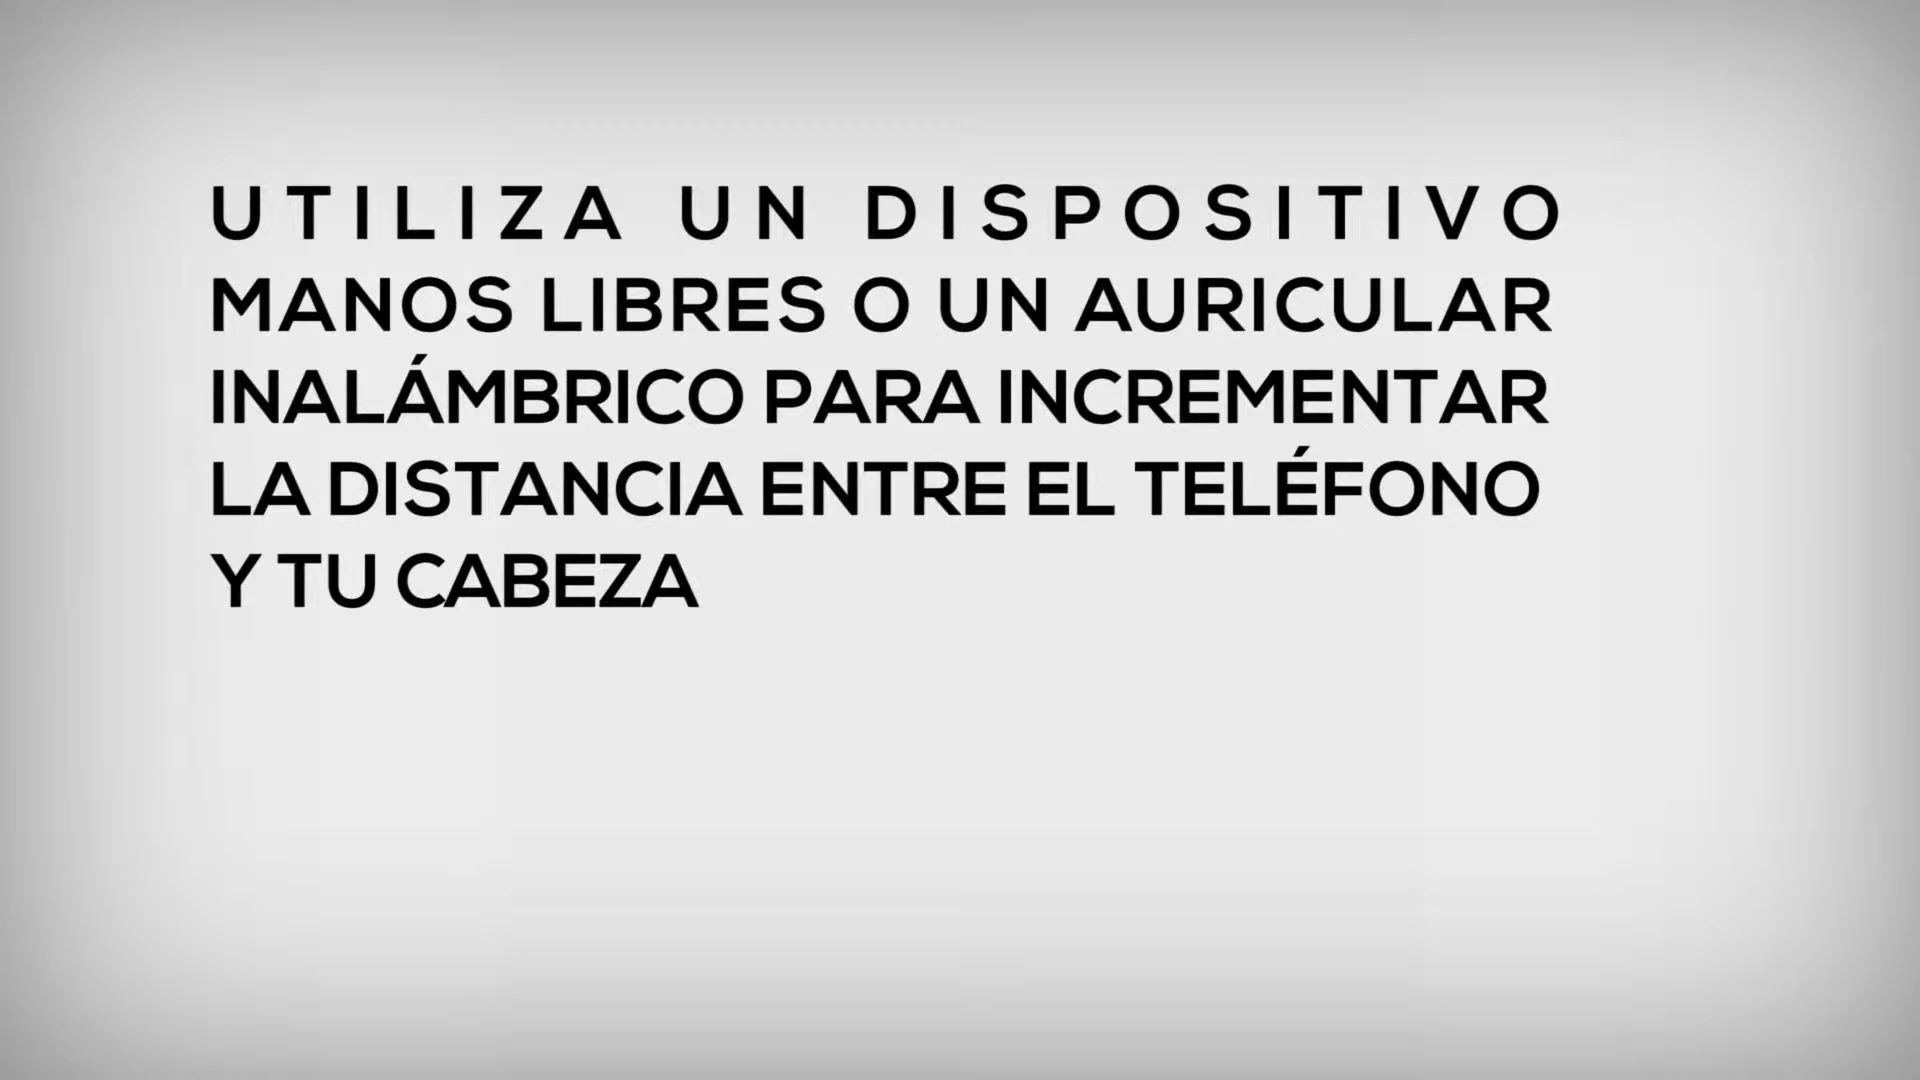 UTILIZA UN DISPOSITIVO
MANOS LIBRES O UN AURICULAR
INALÁMBRICO PARA INCREMENTAR
LA DISTANCIA ENTRE EL TELÉFONO
Y TU CABEZA